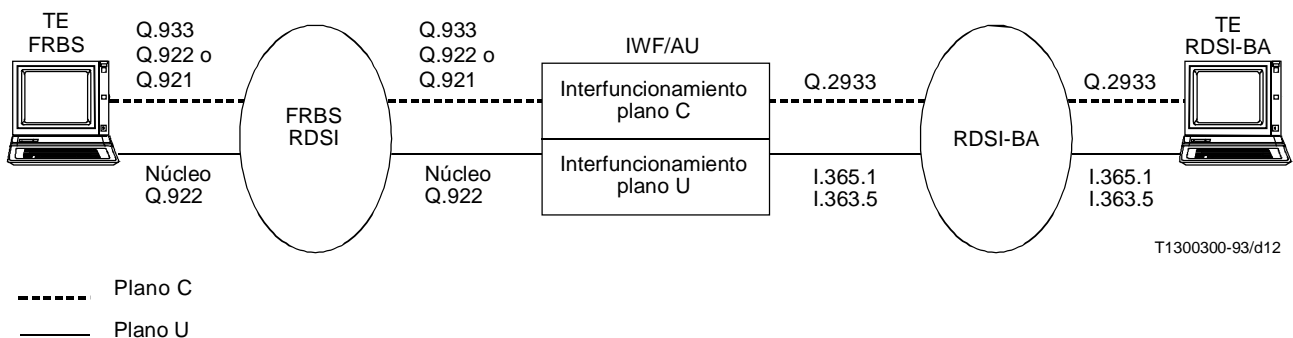 TE
FRBS
Q.933
Q.922 o
Q.921
Núcleo
Q.922
FRBS
RDSI
Q.933
Q.922 o
Q.921
Núcleo
Q.922
IWF/AU
Interfuncionamiento
plano C
Interfuncionamiento
plano U
Q.2933
I.365.1
I.363.5
RDSI-BA
Q.2933
I.365.1
I.363.5
TE
RDSI-BA
T1300300-93/d12
Plano C
Plano U